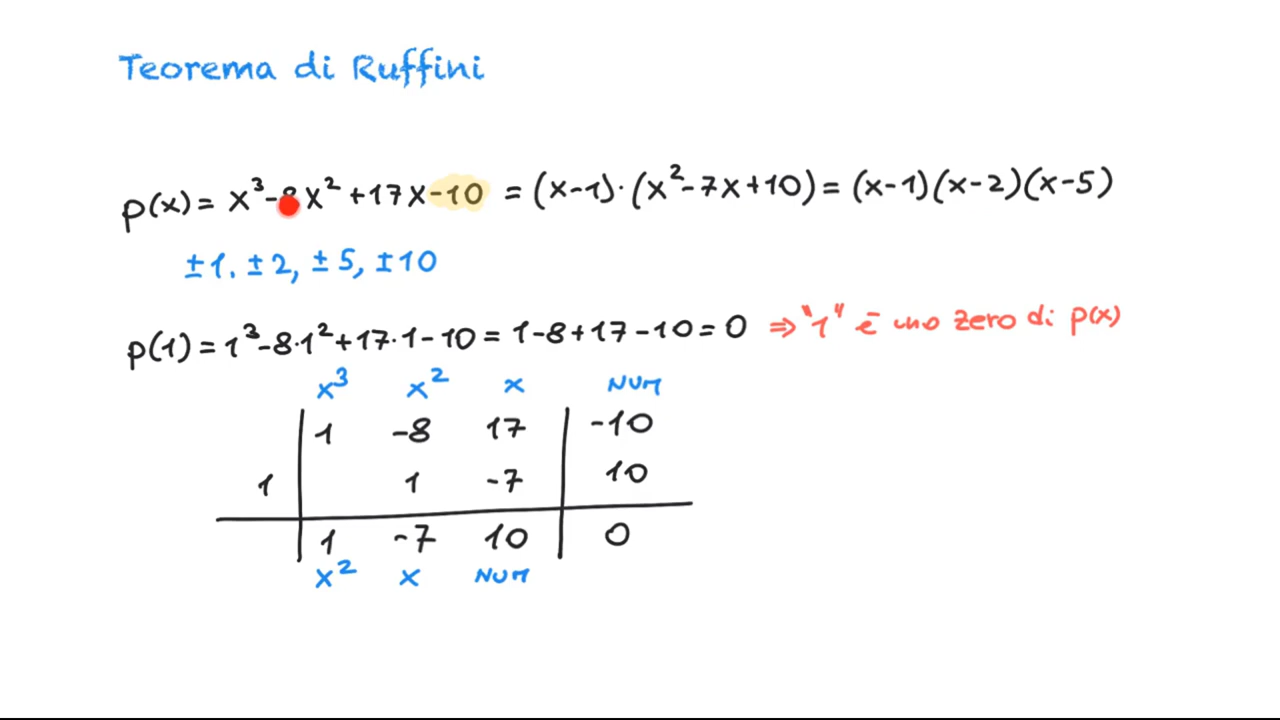 Teorema di Ruffini
p(x) = x³-8x²+17x-10 = (x-1)·(x²-7x+10) = (x-1)(x-2)(x-5)
±1. ±2, ±5, ±10
p(1) = 1³-8·1²+17·1-10 = 1-8+17-10 = 0 ⇒ "1" è uno zero di p(x)
x³ x² x NUM
1 -8 17 -10
1 1 -7 10
1 -7 10 0
x² x NUM